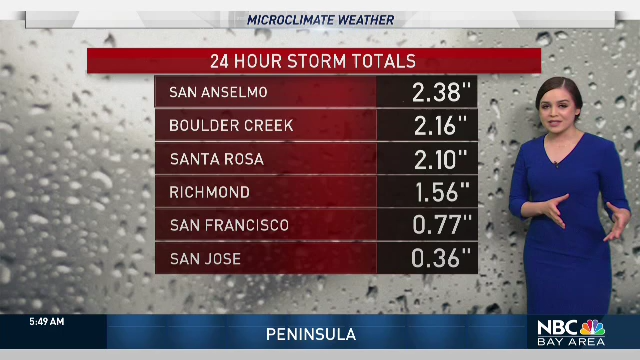 MICROCLIMATE WEATHER
24 HOUR STORM TOTALS
SAN ANSELMO 2.38"
BOULDER CREEK 2.16"
SANTA ROSA 2.10"
RICHMOND 1.56"
SAN FRANCISCO 0.77"
SAN JOSE 0.36"
5:49 AM
PENINSULA
NBC
BAY AREA